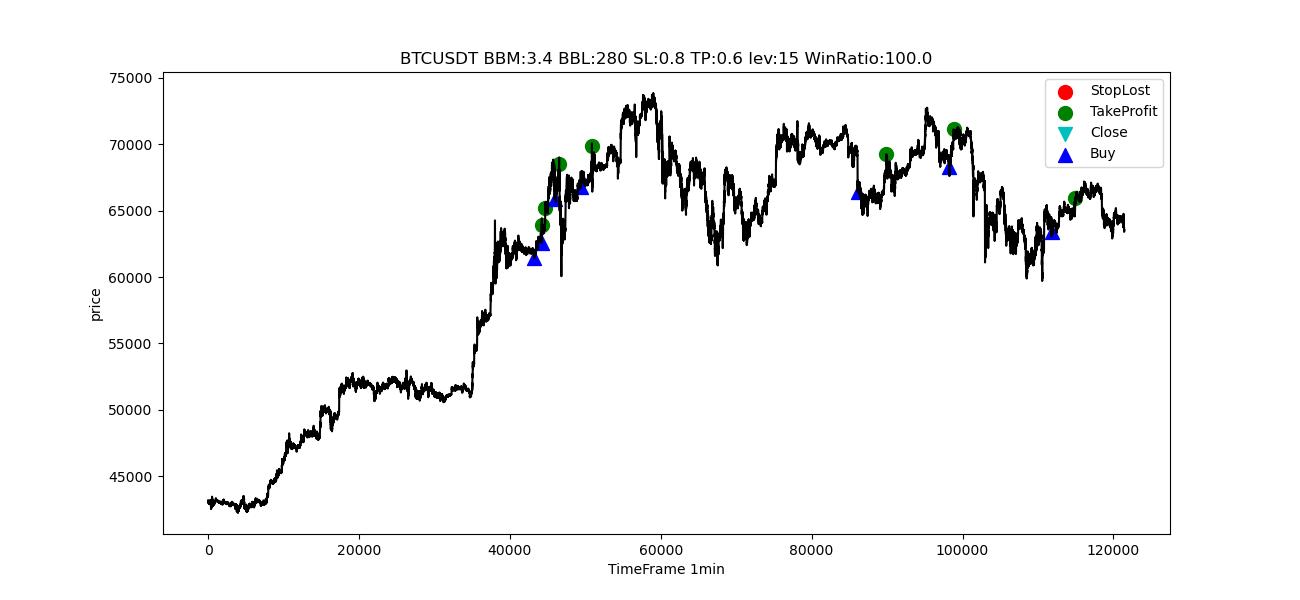 BTCUSDT BBM:3.4 BBL:280 SL:0.8 TP:0.6 lev:15 WinRatio:100.0
StopLost
TakeProfit
Close
Buy
75000
70000
65000
60000
55000
50000
45000
price
0 20000 40000 60000 80000 100000 120000
TimeFrame 1min